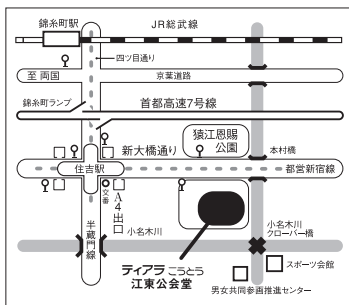 錦糸町駅
JR総武線
四ツ目通り
至 両国
京葉道路
錦糸町ランプ
首都高速7号線
猿江恩賜
公園
新大橋通り
本村橋
住吉駅
都営新宿線
交番
A4出口
半蔵門線
小名木川
小名木川
クローバー橋
ティアラこうとう
江東公会堂
スポーツ会館
男女共同参画推進センター